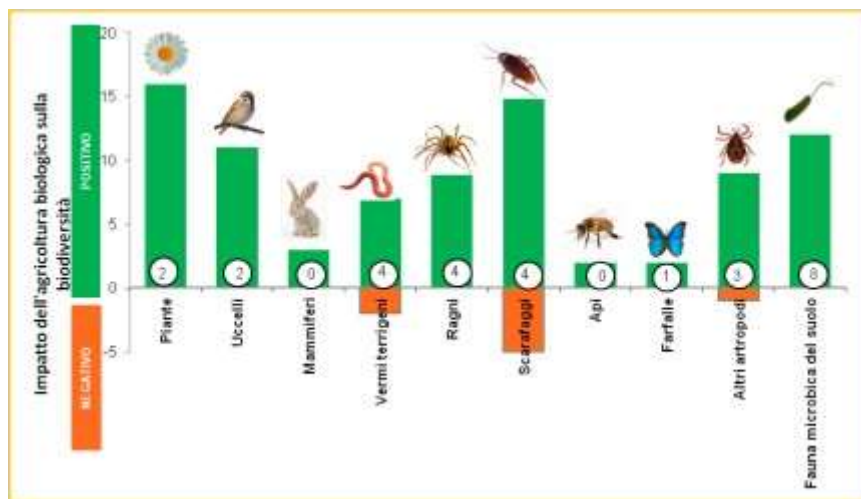 Impatto dell'agricoltura biologica sulla
biodiversità
POSITIVO
NEGATIVO
20
15
10
5
0
-5
2
2
0
4
4
4
0
1
3
8
Piante
Uccelli
Mammiferi
Vermi terrigeni
Ragni
Scarafaggi
Api
Farfalle
Altri artropodi
Fauna microbica del suolo